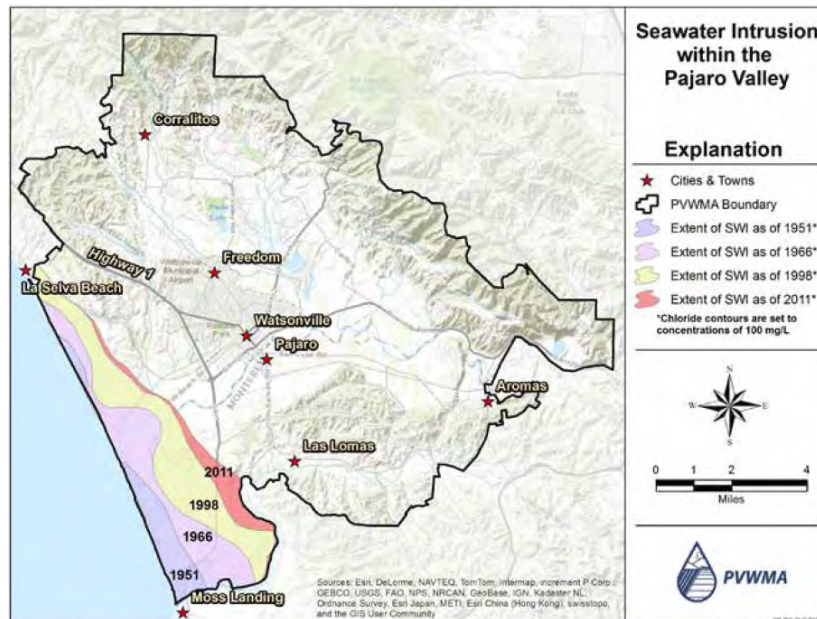 Seawater Intrusion
within the
Pajaro Valley
Explanation
Cities & Towns
PVWMA Boundary
Extent of SWI as of 1951*
Extent of SWI as of 1966*
Extent of SWI as of 1998*
Extent of SWI as of 2011*
*Chloride contours are set to
concentrations of 100 mg/L
N
W
E
S
0 1 2 4
Miles
PVWMA
Corralitos
Highway 1
Freedom
La Selva Beach
Watsonville
Pajaro
Aromas
Las Lomas
2011
1998
1966
1951
Moss Landing
Sources: Esri, DeLorme, NAVTEQ, TomTom, Intermap, increment P Corp.,
GEBCO, USGS, FAO, NPS, NRCAN, GeoBase, IGN, Kadaster NL,
Ordnance Survey, Esri Japan, METI, Esri China (Hong Kong), swisstopo,
and the GIS User Community